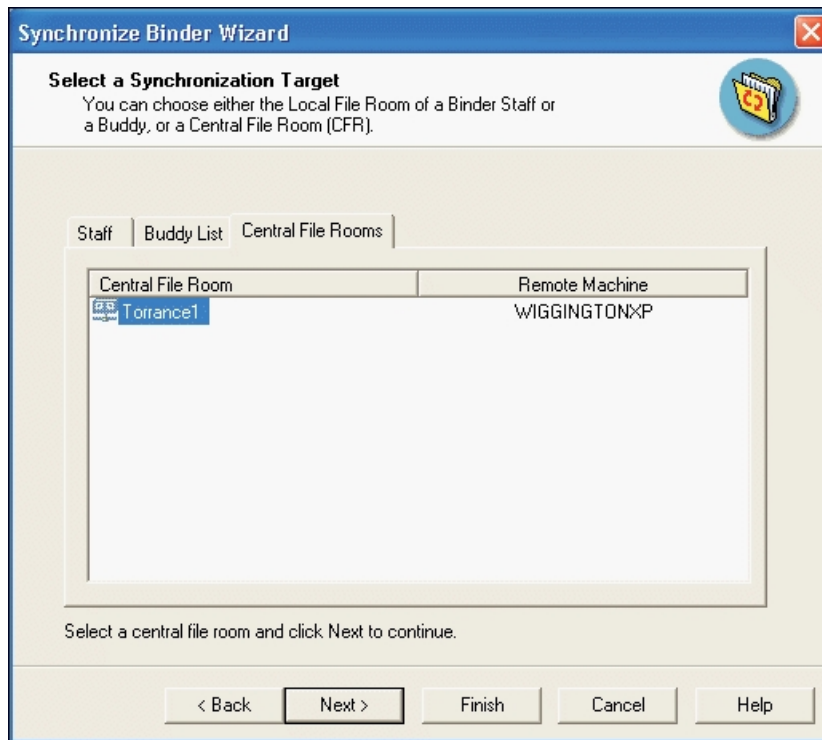 Synchronize Binder Wizard
Select a Synchronization Target
You can choose either the Local File Room of a Binder Staff or
a Buddy, or a Central File Room (CFR).
Staff Buddy List Central File Rooms
Central File Room Remote Machine
Torrance1 WIGGINGTONXP
Select a central file room and click Next to continue.
< Back Next > Finish Cancel Help